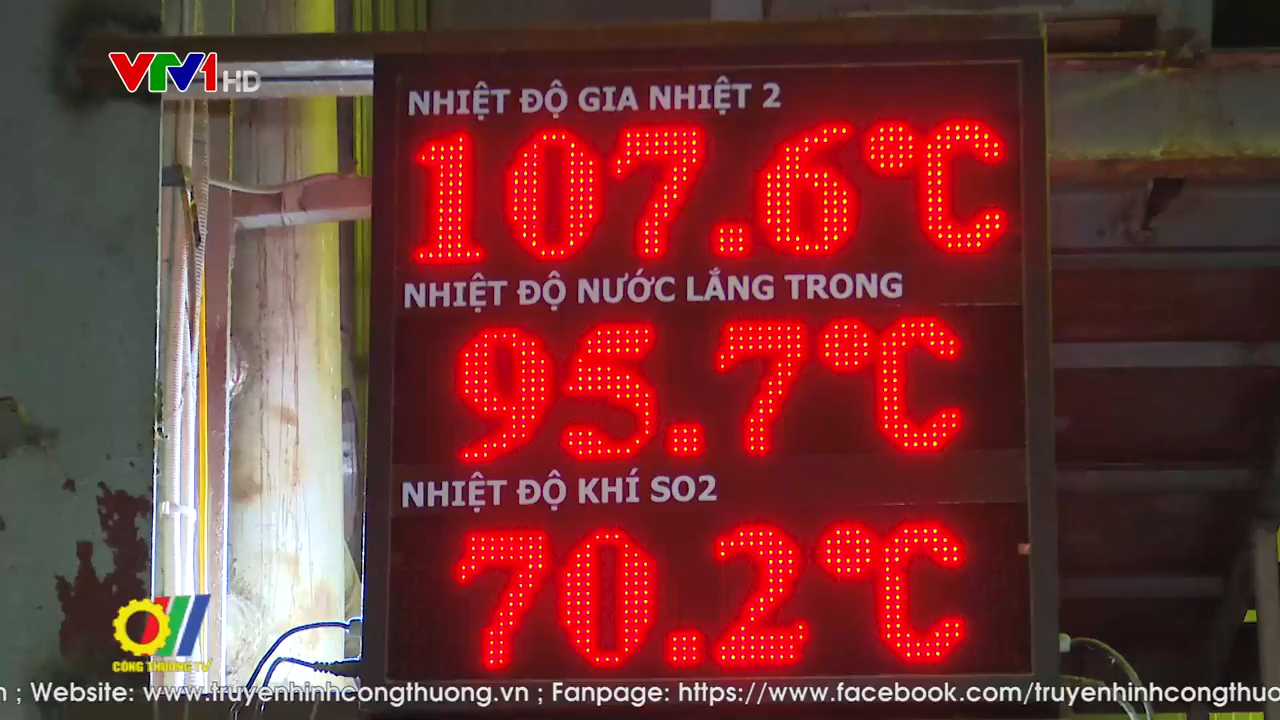 VTV1 HD
NHIỆT ĐỘ GIA NHIỆT 2
107.6°C
NHIỆT ĐỘ NƯỚC LẮNG TRONG
95.7°C
NHIỆT ĐỘ KHÍ SO2
70.2°C
CÔNG THƯƠNG TV
; Website: www.truyenhinhcongthuong.vn ; Fanpage: https://www.facebook.com/truyenhinhcongthuo